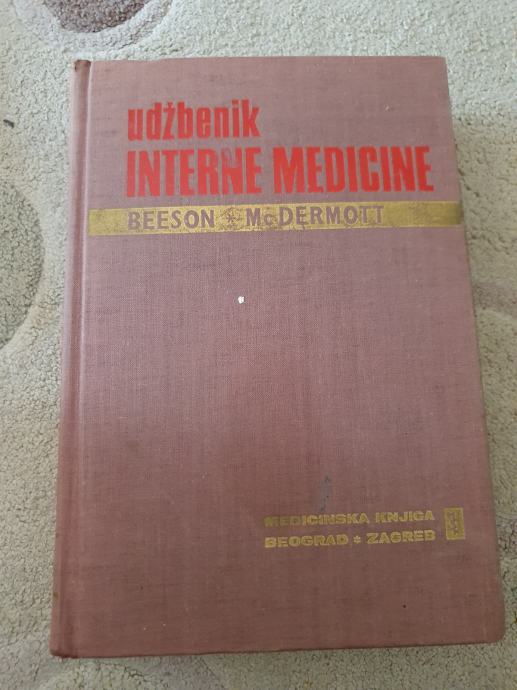 udžbenik
INTERNE MEDICINE
BEESON * McDERMOTT
MEDICINSKA KNJIGA
BEOGRAD * ZAGREB